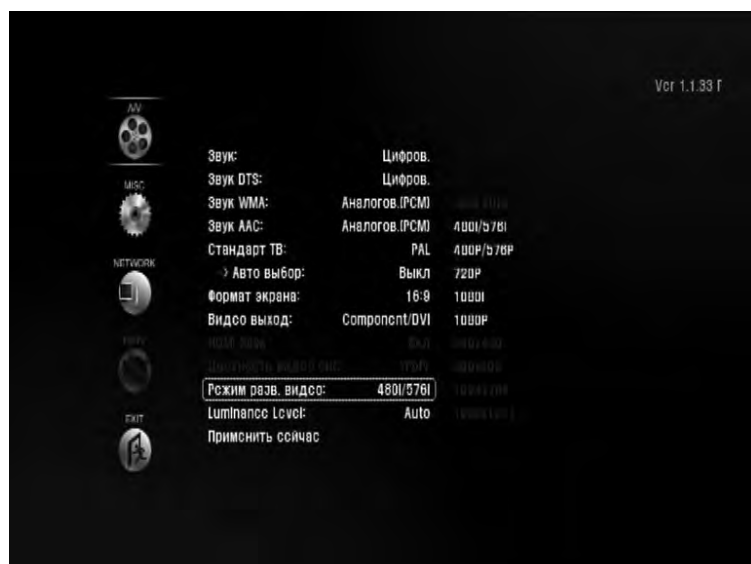 Ver 1.1.33 Г
A/V
MISC
NETWORK
EXIT
Звук: Цифров.
Звук DTS: Цифров.
Звук WMA: Аналогов.(PCM)
Звук AAC: Аналогов.(PCM) 480I/576I
Стандарт ТВ: PAL 480P/576P
-> Авто выбор: Выкл 720P
Формат экрана: 16:9 1080I
Видео выход: Component/DVI 1080P
Режим разв. видео: 480I/576I
Luminance Level: Auto
Применить сейчас